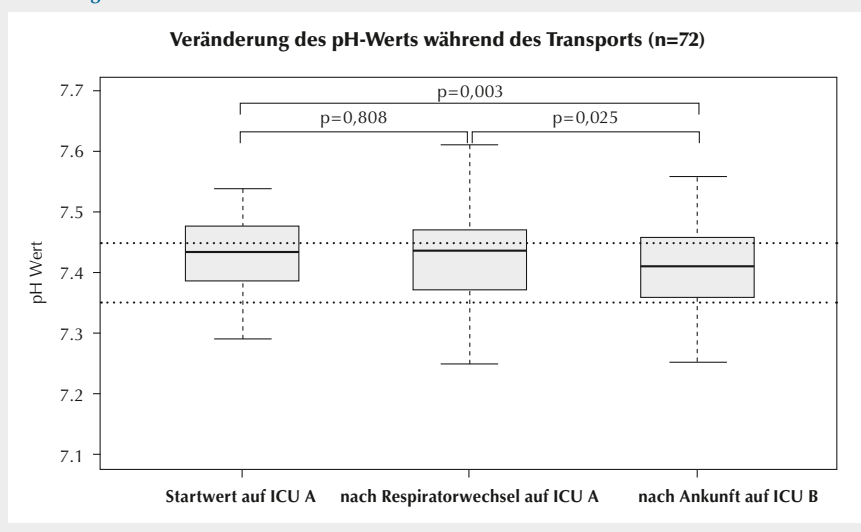 Veränderung des pH-Werts während des Transports (n=72)
7.7
7.6
7.5
7.4
7.3
7.2
7.1
pH Wert
p=0,003
p=0,808
p=0,025
Startwert auf ICU A
nach Respiratorwechsel auf ICU A
nach Ankunft auf ICU B